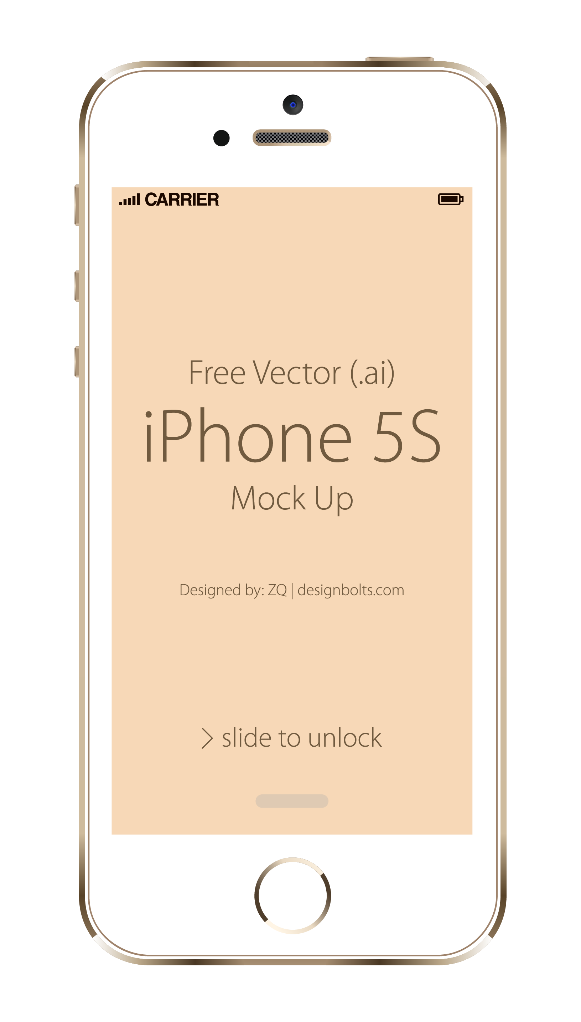 CARRIER
Free Vector (.ai)
iPhone 5S
Mock Up
Designed by: ZQ | designbolts.com
> slide to unlock